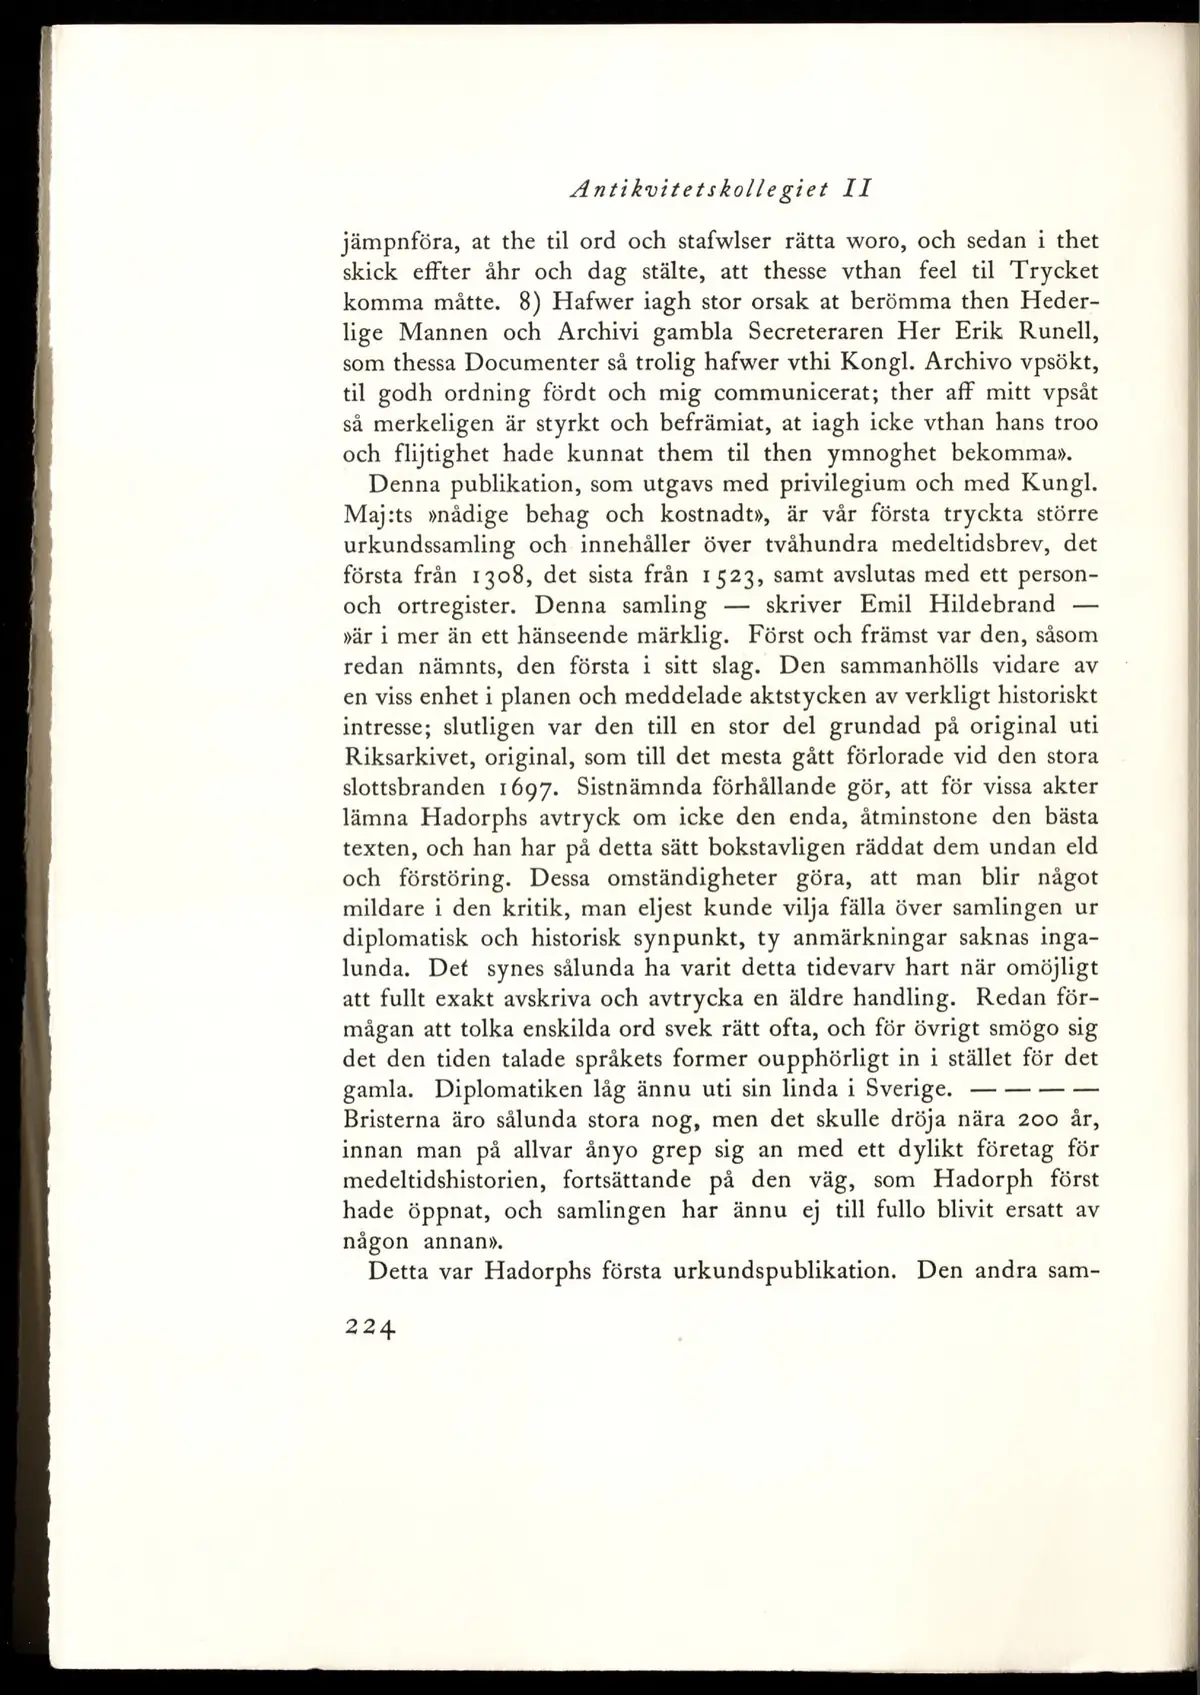 Antikvitetskollegiet II
jämpnföra, at the til ord och stafwlser rätta woro, och sedan i thet
skick effter åhr och dag stälte, att thesse vthan feel til Trycket
komma måtte. 8) Hafwer iagh stor orsak at berömma then Heder-
lige Mannen och Archivi gambla Secreteraren Her Erik Runell,
som thessa Documenter så trolig hafwer vthi Kongl. Archivo vpsökt,
til godh ordning fördt och mig communicerat; ther aff mitt vpsåt
så merkeligen är styrkt och befrämiat, at iagh icke vthan hans troo
och flijtighet hade kunnat them til then ymnoghet bekomma».
Denna publikation, som utgavs med privilegium och med Kungl.
Maj:ts »nådige behag och kostnadt», är vår första tryckta större
urkundssamling och innehåller över tvåhundra medeltidsbrev, det
första från 1308, det sista från 1523, samt avslutas med ett person-
och ortregister. Denna samling — skriver Emil Hildebrand —
»är i mer än ett hänseende märklig. Först och främst var den, såsom
redan nämnts, den första i sitt slag. Den sammanhölls vidare av
en viss enhet i planen och meddelade aktstycken av verkligt historiskt
intresse; slutligen var den till en stor del grundad på original uti
Riksarkivet, original, som till det mesta gått förlorade vid den stora
slottsbranden 1697. Sistnämnda förhållande gör, att för vissa akter
lämna Hadorphs avtryck om icke den enda, åtminstone den bästa
texten, och han har på detta sätt bokstavligen räddat dem undan eld
och förstöring. Dessa omständigheter göra, att man blir något
mildare i den kritik, man eljest kunde vilja fälla över samlingen ur
diplomatisk och historisk synpunkt, ty anmärkningar saknas inga-
lunda. Det synes sålunda ha varit detta tidevarv hart när omöjligt
att fullt exakt avskriva och avtrycka en äldre handling. Redan för-
mågan att tolka enskilda ord svek rätt ofta, och för övrigt smögo sig
det den tiden talade språkets former oupphörligt in i stället för det
gamla. Diplomatiken låg ännu uti sin linda i Sverige. — — — —
Bristerna äro sålunda stora nog, men det skulle dröja nära 200 år,
innan man på allvar ånyo grep sig an med ett dylikt företag för
medeltidshistorien, fortsättande på den väg, som Hadorph först
hade öppnat, och samlingen har ännu ej till fullo blivit ersatt av
någon annan».
Detta var Hadorphs första urkundspublikation. Den andra sam-
224